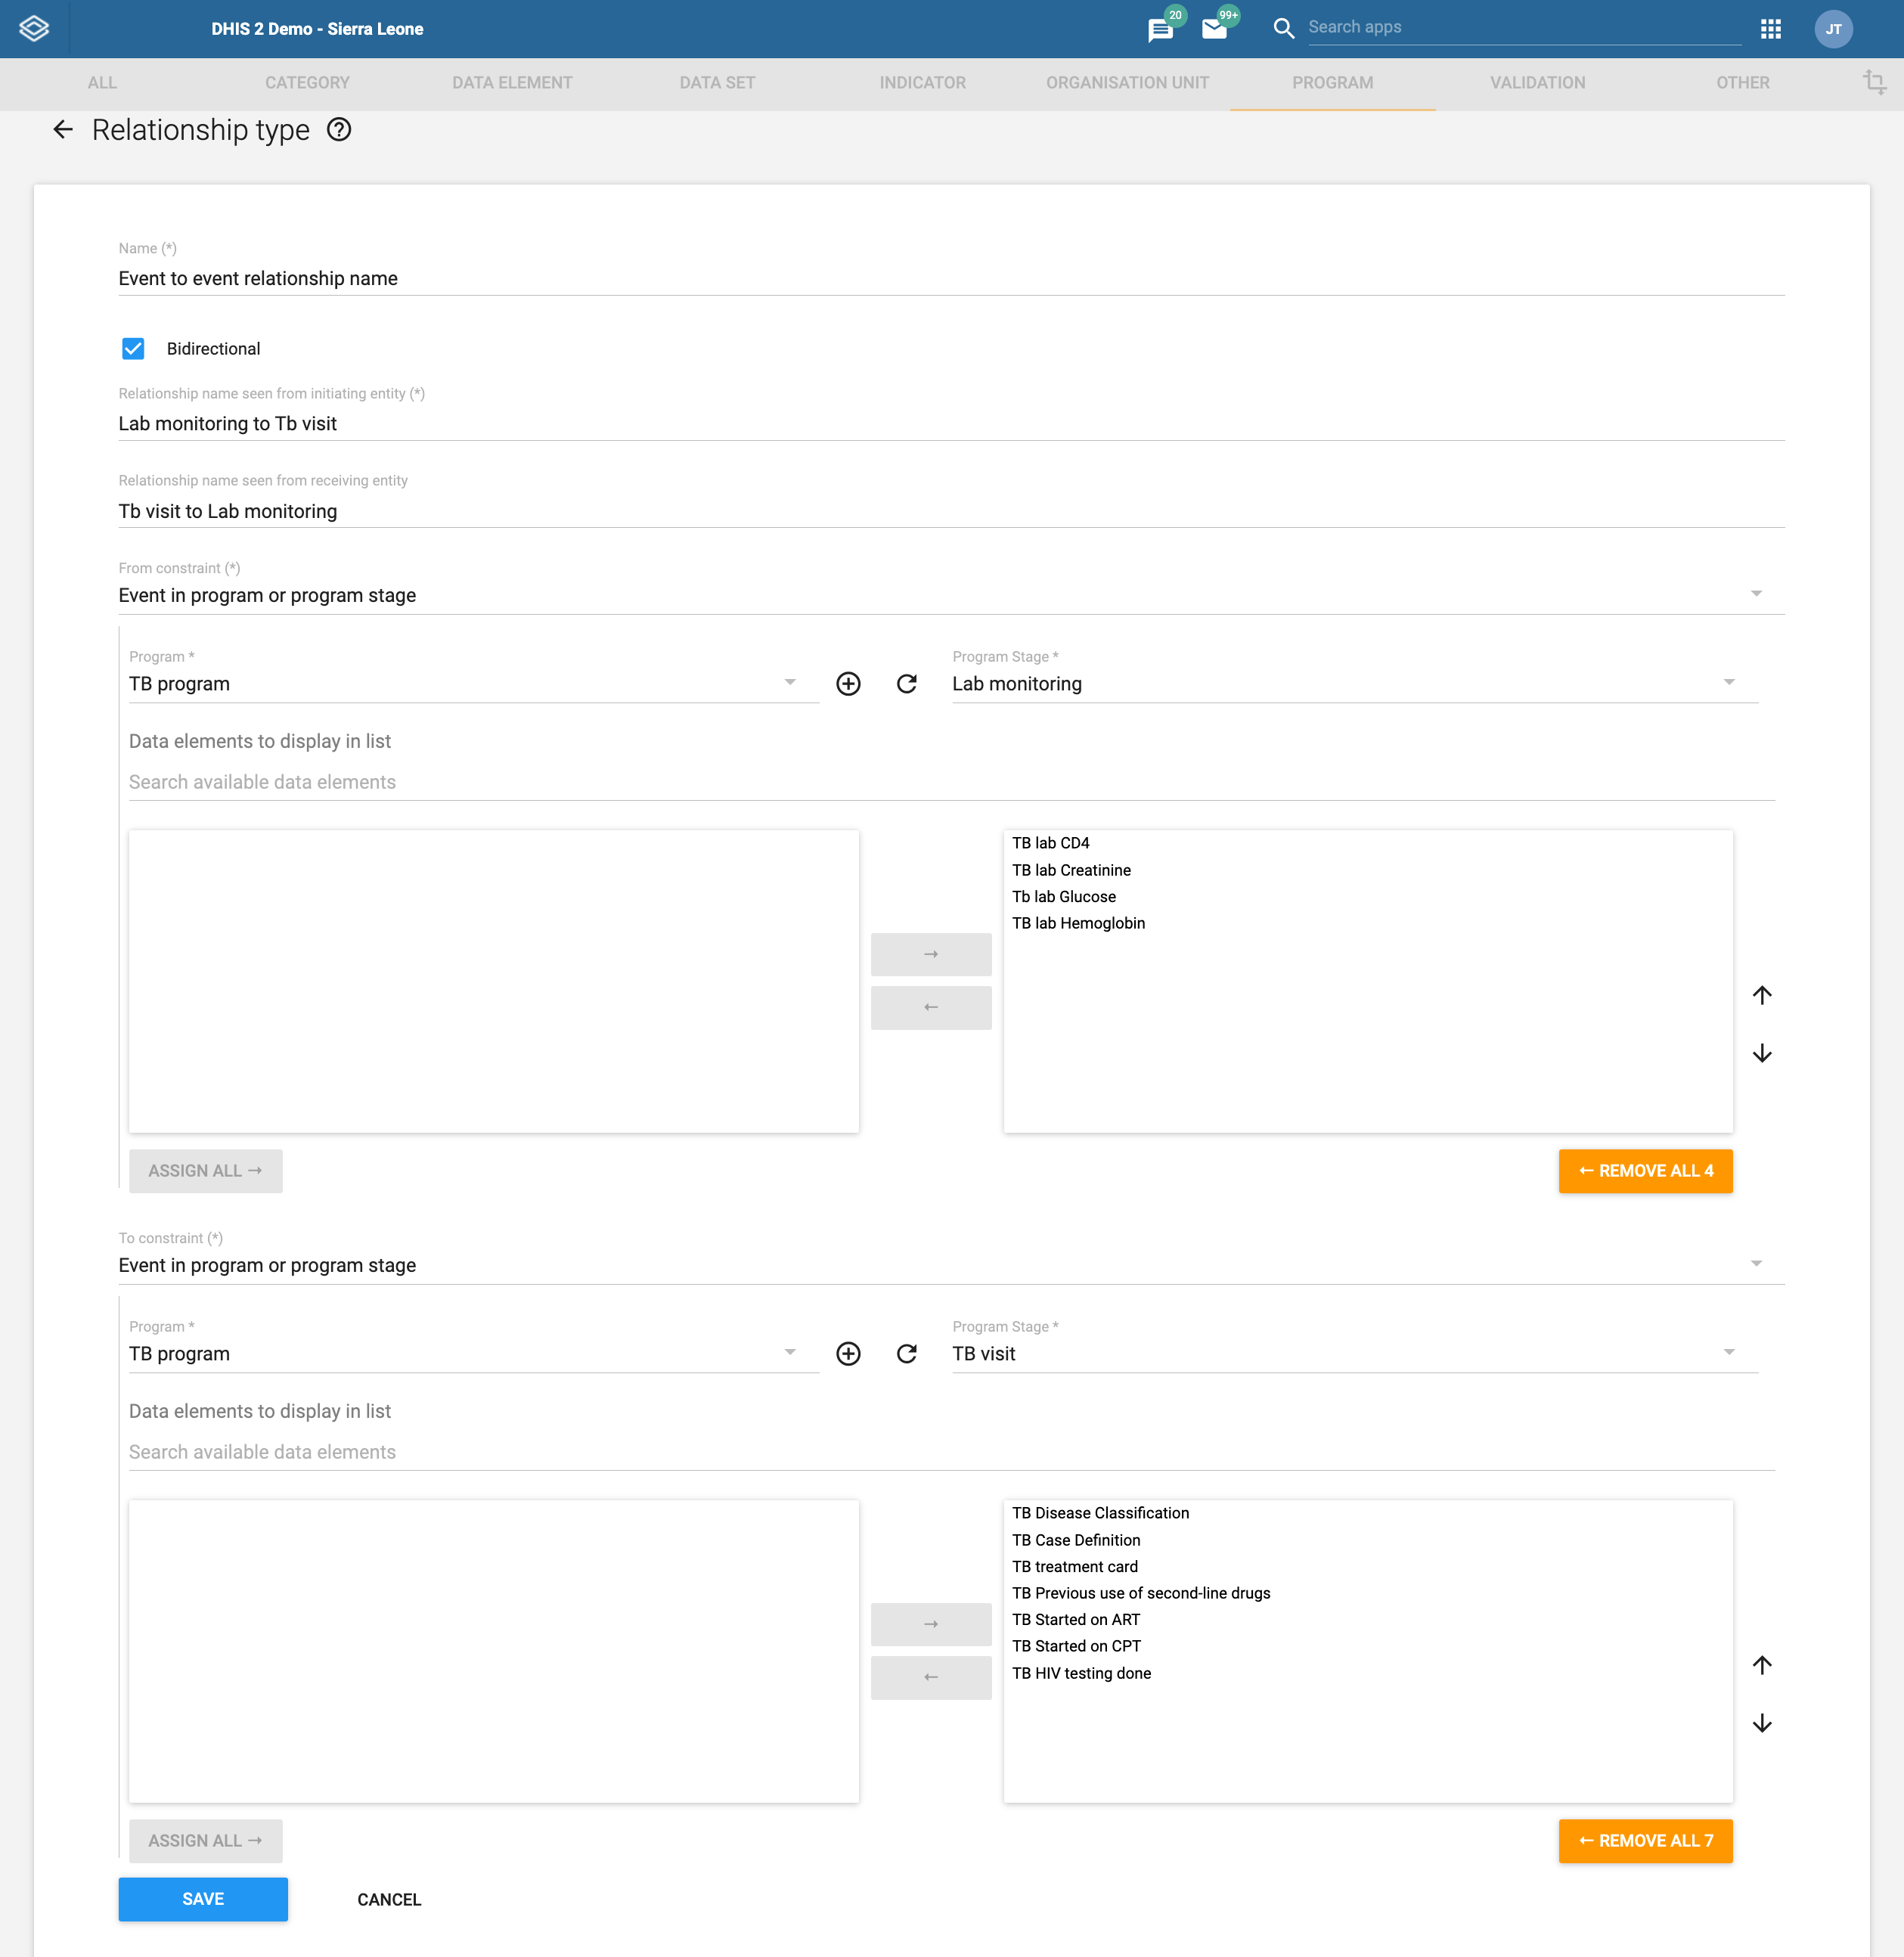 DHIS 2 Demo - Sierra Leone
20
99+
Search apps
JT
ALL
CATEGORY
DATA ELEMENT
DATA SET
INDICATOR
ORGANISATION UNIT
PROGRAM
VALIDATION
OTHER
Relationship type
Name (*)
Event to event relationship name
Bidirectional
Relationship name seen from initiating entity (*)
Lab monitoring to Tb visit
Relationship name seen from receiving entity
Tb visit to Lab monitoring
From constraint (*)
Event in program or program stage
Program *
TB program
Program Stage *
Lab monitoring
Data elements to display in list
Search available data elements
TB lab CD4
TB lab Creatinine
Tb lab Glucose
TB lab Hemoglobin
→
←
ASSIGN ALL →
← REMOVE ALL 4
To constraint (*)
Event in program or program stage
Program *
TB program
Program Stage *
TB visit
Data elements to display in list
Search available data elements
TB Disease Classification
TB Case Definition
TB treatment card
TB Previous use of second-line drugs
TB Started on ART
TB Started on CPT
TB HIV testing done
→
←
ASSIGN ALL →
← REMOVE ALL 7
SAVE
CANCEL